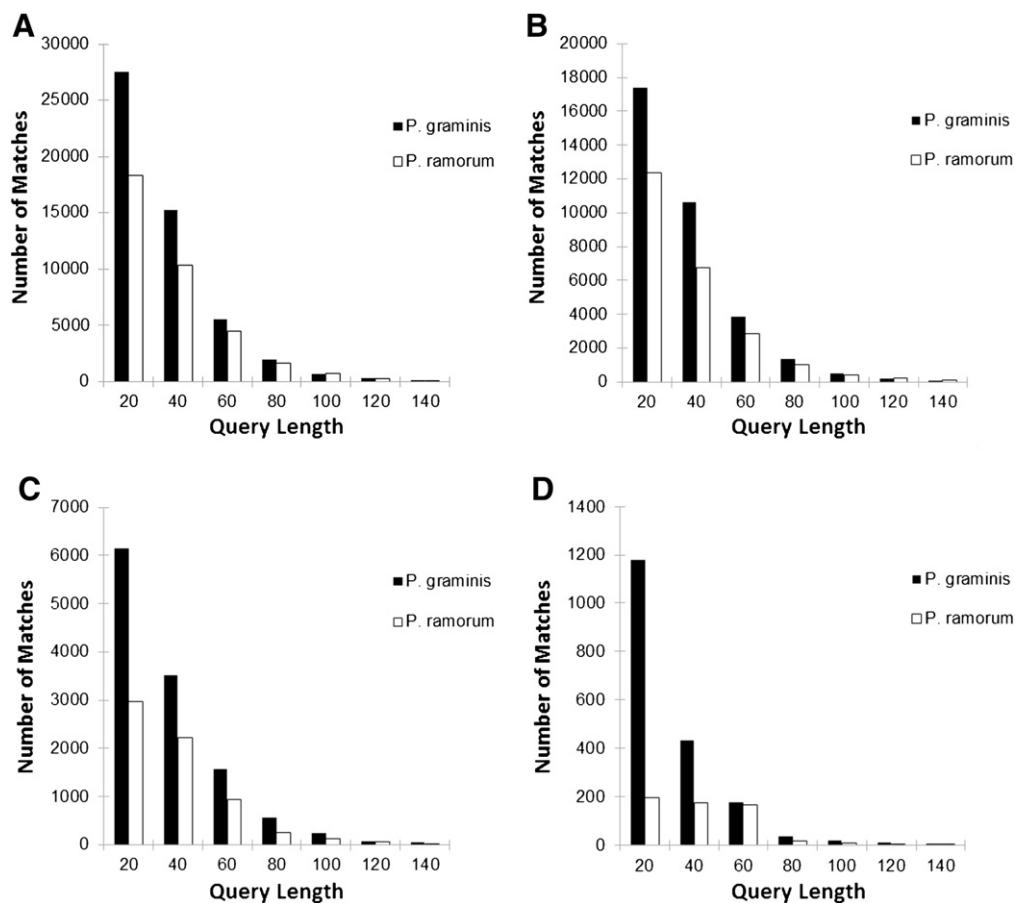 A
Number of Matches
30000
25000
20000
15000
10000
5000
0
20 40 60 80 100 120 140
Query Length
P. graminis
P. ramorum
B
Number of Matches
20000
18000
16000
14000
12000
10000
8000
6000
4000
2000
0
20 40 60 80 100 120 140
Query Length
P. graminis
P. ramorum
C
Number of Matches
7000
6000
5000
4000
3000
2000
1000
0
20 40 60 80 100 120 140
Query Length
P. graminis
P. ramorum
D
Number of Matches
1400
1200
1000
800
600
400
200
0
20 40 60 80 100 120 140
Query Length
P. graminis
P. ramorum